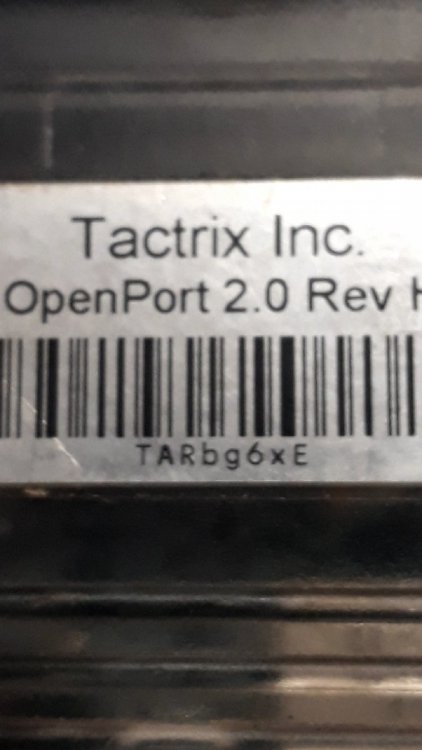 Tactrix Inc.
OpenPort 2.0 Rev H
TARbg6xE